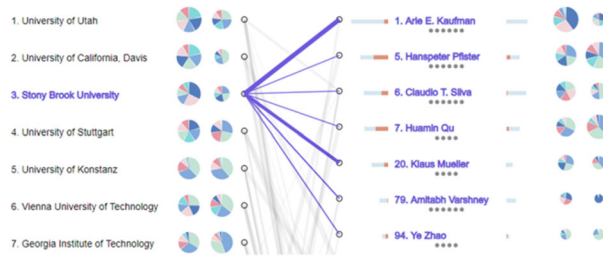 1. University of Utah
2. University of California, Davis
3. Stony Brook University
4. University of Stuttgart
5. University of Konstanz
6. Vienna University of Technology
7. Georgia Institute of Technology
1. Arie E. Kaufman
5. Hanspeter Pfister
6. Claudio T. Silva
7. Huamin Qu
20. Klaus Mueller
79. Amitabh Varshney
94. Ye Zhao